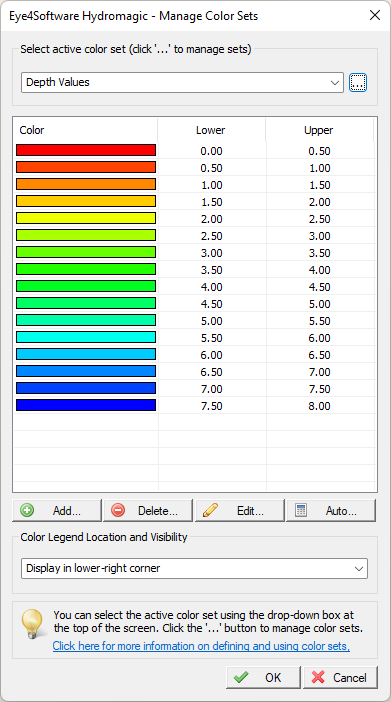 Eye4Software Hydromagic - Manage Color Sets
Select active color set (click '...' to manage sets)
Depth Values
...
Color Lower Upper
0.00 0.50
0.50 1.00
1.00 1.50
1.50 2.00
2.00 2.50
2.50 3.00
3.00 3.50
3.50 4.00
4.00 4.50
4.50 5.00
5.00 5.50
5.50 6.00
6.00 6.50
6.50 7.00
7.00 7.50
7.50 8.00
Add... Delete... Edit... Auto...
Color Legend Location and Visibility
Display in lower-right corner
You can select the active color set using the drop-down box at
the top of the screen. Click the '...' button to manage color sets.
Click here for more information on defining and using color sets.
OK Cancel